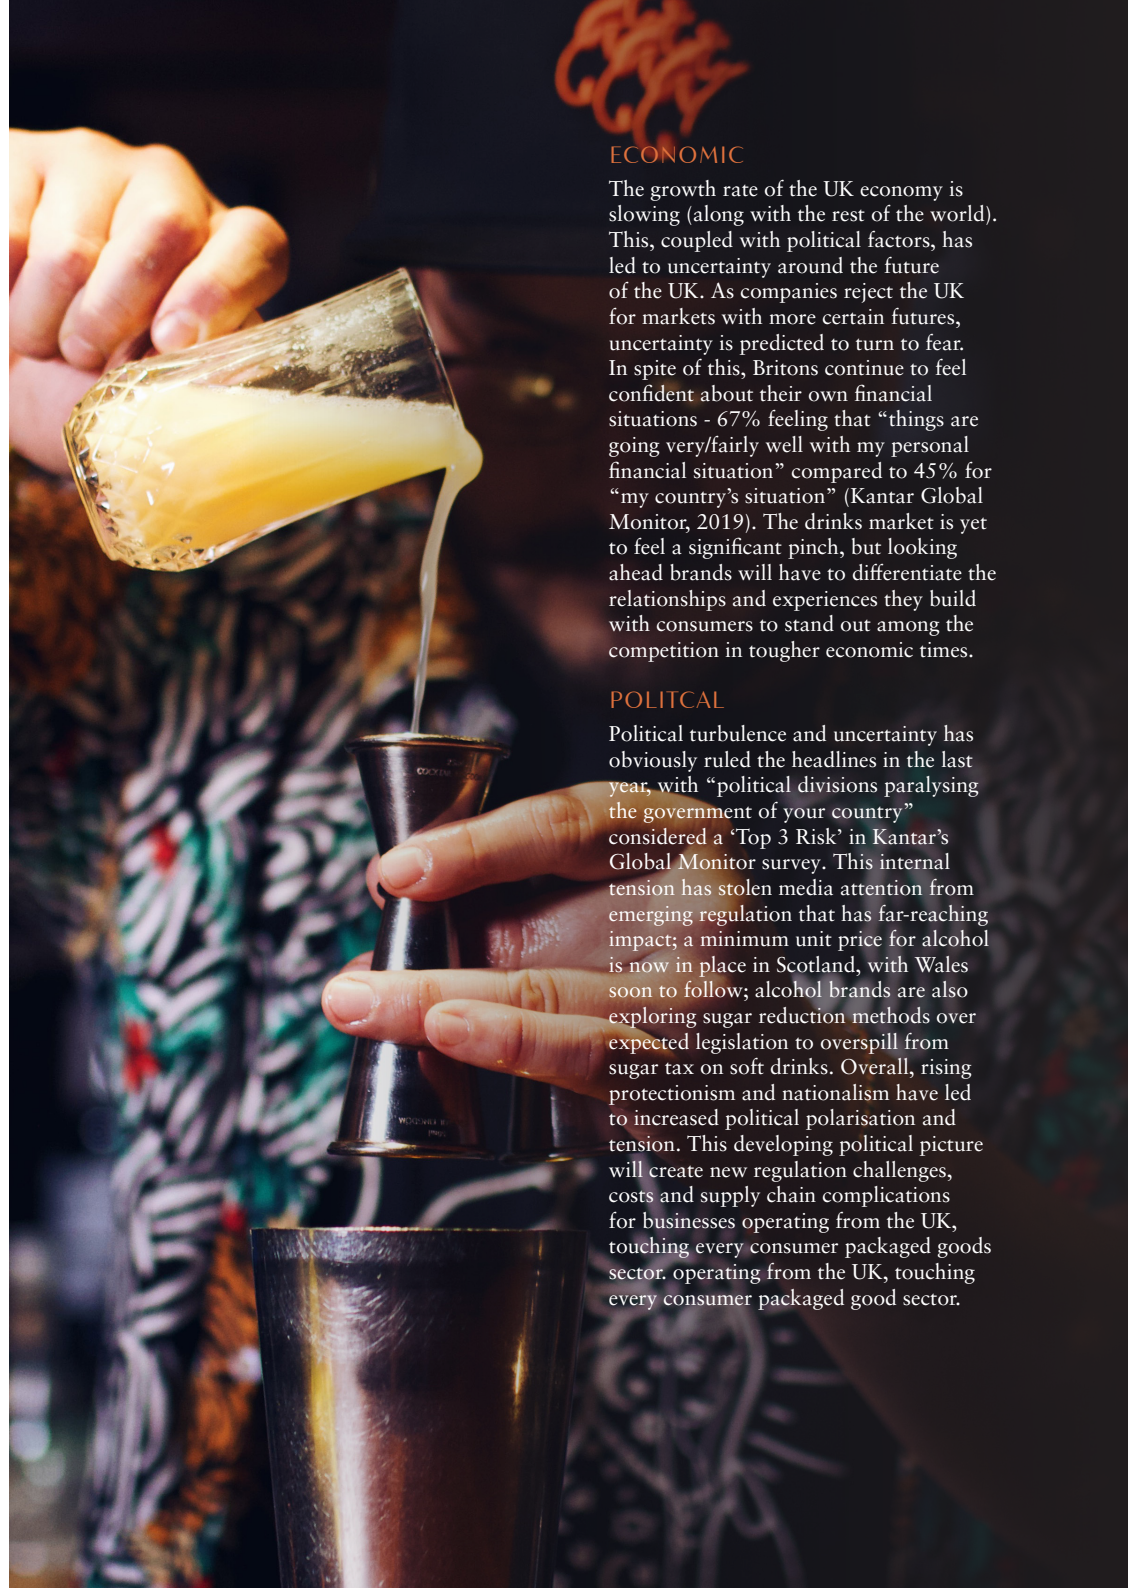 ECONOMIC
The growth rate of the UK economy is
slowing (along with the rest of the world).
This, coupled with political factors, has
led to uncertainty around the future
of the UK. As companies reject the UK
for markets with more certain futures,
uncertainty is predicted to turn to fear.
In spite of this, Britons continue to feel
confident about their own financial
situations - 67% feeling that “things are
going very/fairly well with my personal
financial situation” compared to 45% for
“my country’s situation” (Kantar Global
Monitor, 2019). The drinks market is yet
to feel a significant pinch, but looking
ahead brands will have to differentiate the
relationships and experiences they build
with consumers to stand out among the
competition in tougher economic times.
POLITCAL
Political turbulence and uncertainty has
obviously ruled the headlines in the last
year, with “political divisions paralysing
the government of your country”
considered a ‘Top 3 Risk’ in Kantar’s
Global Monitor survey. This internal
tension has stolen media attention from
emerging regulation that has far-reaching
impact; a minimum unit price for alcohol
is now in place in Scotland, with Wales
soon to follow; alcohol brands are also
exploring sugar reduction methods over
expected legislation to overspill from
sugar tax on soft drinks. Overall, rising
protectionism and nationalism have led
to increased political polarisation and
tension. This developing political picture
will create new regulation challenges,
costs and supply chain complications
for businesses operating from the UK,
touching every consumer packaged goods
sector. operating from the UK, touching
every consumer packaged good sector.